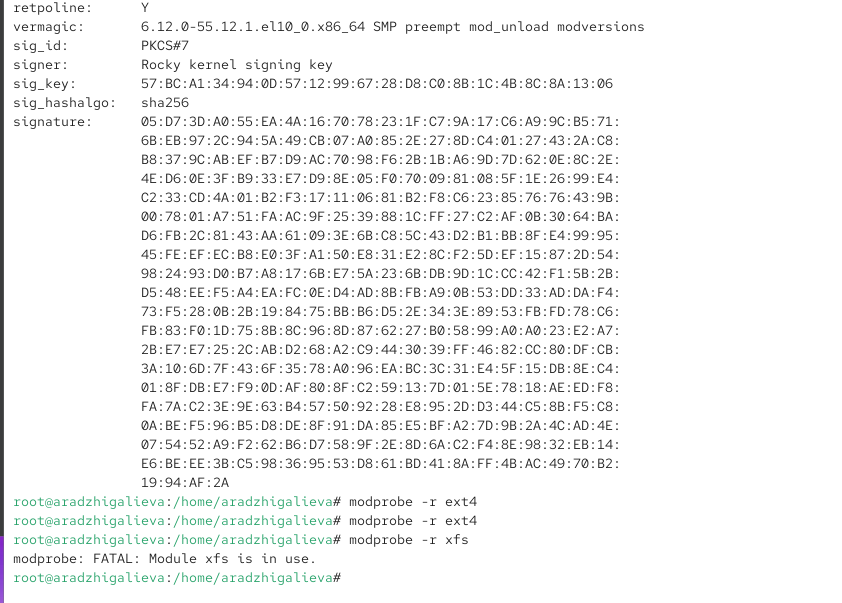 retpoline:      Y
vermagic:       6.12.0-55.12.1.el10_0.x86_64 SMP preempt mod_unload modversions
sig_id:         PKCS#7
signer:         Rocky kernel signing key
sig_key:        57:BC:A1:34:94:0D:57:12:99:67:28:D8:C0:8B:1C:4B:8C:8A:13:06
sig_hashalgo:   sha256
signature:      05:D7:3D:A0:55:EA:4A:16:70:78:23:1F:C7:9A:17:C6:A9:9C:B5:71:
                6B:EB:97:2C:94:5A:49:CB:07:A0:85:2E:27:8D:C4:01:27:43:2A:C8:
                B8:37:9C:AB:EF:B7:D9:AC:70:98:F6:2B:1B:A6:9D:7D:62:0E:8C:2E:
                4E:D6:0E:3F:B9:33:E7:D9:8E:05:F0:70:09:81:08:5F:1E:26:99:E4:
                C2:33:CD:4A:01:B2:F3:17:11:06:81:B2:F8:C6:23:85:76:76:43:9B:
                00:78:01:A7:51:FA:AC:9F:25:39:88:1C:FF:27:C2:AF:0B:30:64:BA:
                D6:FB:2C:81:43:AA:61:09:3E:6B:C8:5C:43:D2:B1:BB:8F:E4:99:95:
                45:FE:EF:EC:B8:E0:3F:A1:50:E8:31:E2:8C:F2:5D:EF:15:87:2D:54:
                98:24:93:D0:B7:A8:17:6B:E7:5A:23:6B:DB:9D:1C:CC:42:F1:5B:2B:
                D5:48:EE:F5:A4:EA:FC:0E:D4:AD:8B:FB:A9:0B:53:DD:33:AD:DA:F4:
                73:F5:28:0B:2B:19:84:75:BB:B6:D5:2E:34:3E:89:53:FB:FD:78:C6:
                FB:83:F0:1D:75:8B:8C:96:8D:87:62:27:B0:58:99:A0:A0:23:E2:A7:
                2B:E7:E7:25:2C:AB:D2:68:A2:C9:44:30:39:FF:46:82:CC:80:DF:CB:
                3A:10:6D:7F:43:6F:35:78:A0:96:EA:BC:3C:31:E4:5F:15:DB:8E:C4:
                01:8F:DB:E7:F9:0D:AF:80:8F:C2:59:13:7D:01:5E:78:18:AE:ED:F8:
                FA:7A:C2:3E:9E:63:B4:57:50:92:28:E8:95:2D:D3:44:C5:8B:F5:C8:
                0A:BE:F5:96:B5:D8:DE:8F:91:DA:85:E5:BF:A2:7D:9B:2A:4C:AD:4E:
                07:54:52:A9:F2:62:B6:D7:58:9F:2E:8D:6A:C2:F4:8E:98:32:EB:14:
                E6:BE:EE:3B:C5:98:36:95:53:D8:61:BD:41:8A:FF:4B:AC:49:70:B2:
                19:94:AF:2A
root@aradzhigalieva:/home/aradzhigalieva# modprobe -r ext4
root@aradzhigalieva:/home/aradzhigalieva# modprobe -r ext4
root@aradzhigalieva:/home/aradzhigalieva# modprobe -r xfs
modprobe: FATAL: Module xfs is in use.
root@aradzhigalieva:/home/aradzhigalieva#